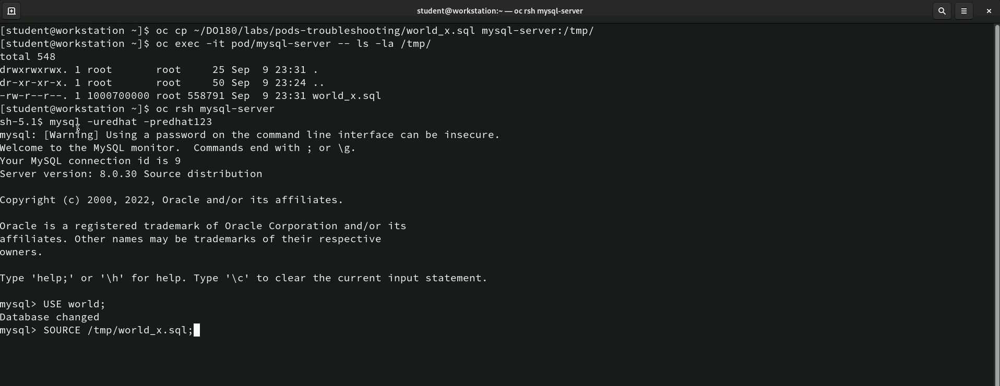 student@workstation:~ — oc rsh mysql-server
[student@workstation ~]$ oc cp ~/DO180/labs/pods-troubleshooting/world_x.sql mysql-server:/tmp/
[student@workstation ~]$ oc exec -it pod/mysql-server -- ls -la /tmp/
total 548
drwxrwxrwx. 1 root       root     25 Sep  9 23:31 .
dr-xr-xr-x. 1 root       root     50 Sep  9 23:24 ..
-rw-r--r--. 1 1000700000 root 558791 Sep  9 23:31 world_x.sql
[student@workstation ~]$ oc rsh mysql-server
sh-5.1$ mysql -uredhat -predhat123
mysql: [Warning] Using a password on the command line interface can be insecure.
Welcome to the MySQL monitor.  Commands end with ; or \g.
Your MySQL connection id is 9
Server version: 8.0.30 Source distribution
Copyright (c) 2000, 2022, Oracle and/or its affiliates.
Oracle is a registered trademark of Oracle Corporation and/or its
affiliates. Other names may be trademarks of their respective
owners.
Type 'help;' or '\h' for help. Type '\c' to clear the current input statement.
mysql> USE world;
Database changed
mysql> SOURCE /tmp/world_x.sql;